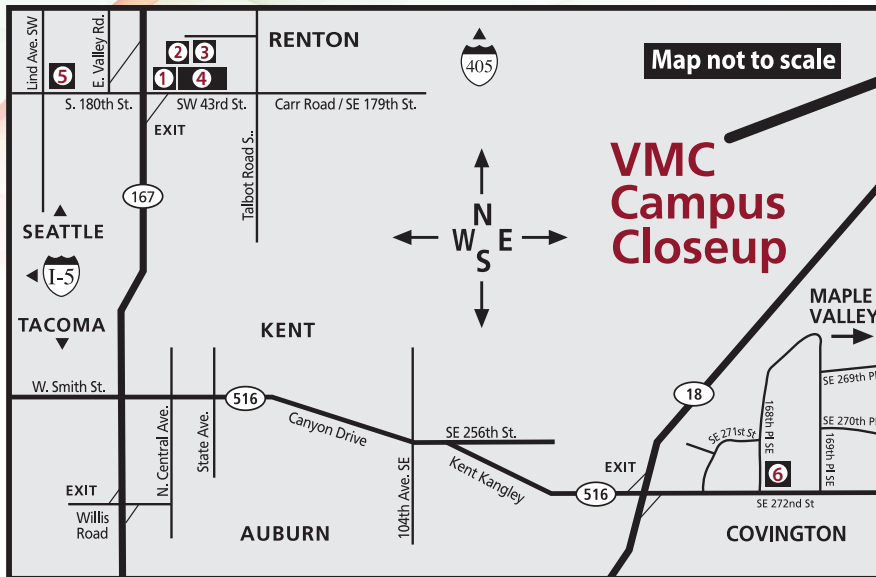 Lind Ave. SW
E. Valley Rd.
5
2
3
1
4
RENTON
405
Map not to scale
S. 180th St.
SW 43rd St.
Carr Road / SE 179th St.
EXIT
Talbot Road S..
167
VMC
Campus
Closeup
SEATTLE
I-5
TACOMA
N
W E
S
KENT
MAPLE
VALLEY
W. Smith St.
516
Canyon Drive
N. Central Ave.
State Ave.
104th Ave. SE
SE 256th St.
Kent Kangley
18
SE 269th Pl
SE 270th Pl
SE 271st St
168th Pl SE
169th Pl SE
6
EXIT
516
SE 272nd St
EXIT
Willis
Road
AUBURN
COVINGTON